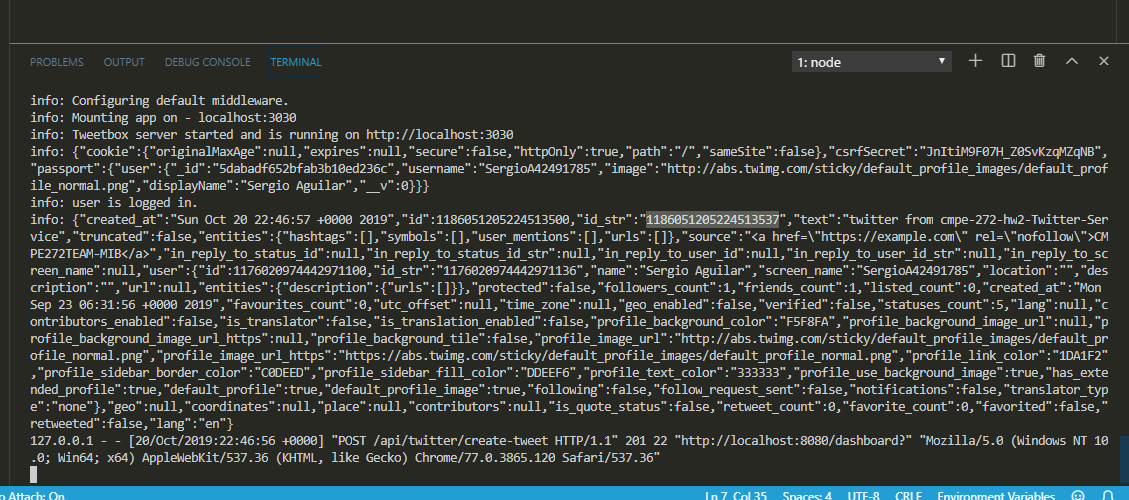 PROBLEMS OUTPUT DEBUG CONSOLE TERMINAL 1: node
info: Configuring default middleware.
info: Mounting app on - localhost:3030
info: Tweetbox server started and is running on http://localhost:3030
info: {"cookie":{"originalMaxAge":null,"expires":null,"secure":false,"httpOnly":true,"path":"/","sameSite":false},"csrfSecret":"JnItiM9F07H_Z0SvKzqMZqNB",
"passport":{"user":{"_id":"5dabadf652bfab3b10ed236c","username":"SergioA42491785","image":"http://abs.twimg.com/sticky/default_profile_images/default_prof
ile_normal.png","displayName":"Sergio Aguilar","__v":0}}}
info: user is logged in.
info: {"created_at":"Sun Oct 20 22:46:57 +0000 2019","id":1186051205224513500,"id_str":"1186051205224513537","text":"twitter from cmpe-272-hw2-Twitter-Ser
vice","truncated":false,"entities":{"hashtags":[],"symbols":[],"user_mentions":[],"urls":[]},"source":"<a href=\"https://example.com\" rel=\"nofollow\">CM
PE272TEAM-MIB</a>","in_reply_to_status_id":null,"in_reply_to_status_id_str":null,"in_reply_to_user_id":null,"in_reply_to_user_id_str":null,"in_reply_to_sc
reen_name":null,"user":{"id":1176020974442971100,"id_str":"1176020974442971136","name":"Sergio Aguilar","screen_name":"SergioA42491785","location":"","des
cription":"","url":null,"entities":{"description":{"urls":[]}},"protected":false,"followers_count":1,"friends_count":1,"listed_count":0,"created_at":"Mon
Sep 23 06:31:56 +0000 2019","favourites_count":0,"utc_offset":null,"time_zone":null,"geo_enabled":false,"verified":false,"statuses_count":5,"lang":null,"c
ontributors_enabled":false,"is_translator":false,"is_translation_enabled":false,"profile_background_color":"F5F8FA","profile_background_image_url":null,"p
rofile_background_image_url_https":null,"profile_background_tile":false,"profile_image_url":"http://abs.twimg.com/sticky/default_profile_images/default_pr
ofile_normal.png","profile_image_url_https":"https://abs.twimg.com/sticky/default_profile_images/default_profile_normal.png","profile_link_color":"1DA1F2"
,"profile_sidebar_border_color":"C0DEED","profile_sidebar_fill_color":"DDEEF6","profile_text_color":"333333","profile_use_background_image":true,"has_exte
nded_profile":true,"default_profile":true,"default_profile_image":true,"following":false,"follow_request_sent":false,"notifications":false,"translator_typ
e":"none"},"geo":null,"coordinates":null,"place":null,"contributors":null,"is_quote_status":false,"retweet_count":0,"favorite_count":0,"favorited":false,"
retweeted":false,"lang":"en"}
127.0.0.1 - - [20/Oct/2019:22:46:56 +0000] "POST /api/twitter/create-tweet HTTP/1.1" 201 22 "http://localhost:8080/dashboard?" "Mozilla/5.0 (Windows NT 10
.0; Win64; x64) AppleWebKit/537.36 (KHTML, like Gecko) Chrome/77.0.3865.120 Safari/537.36"
o Attach: On Ln 7, Col 35 Spaces: 4 UTF-8 CRLF Environment Variables